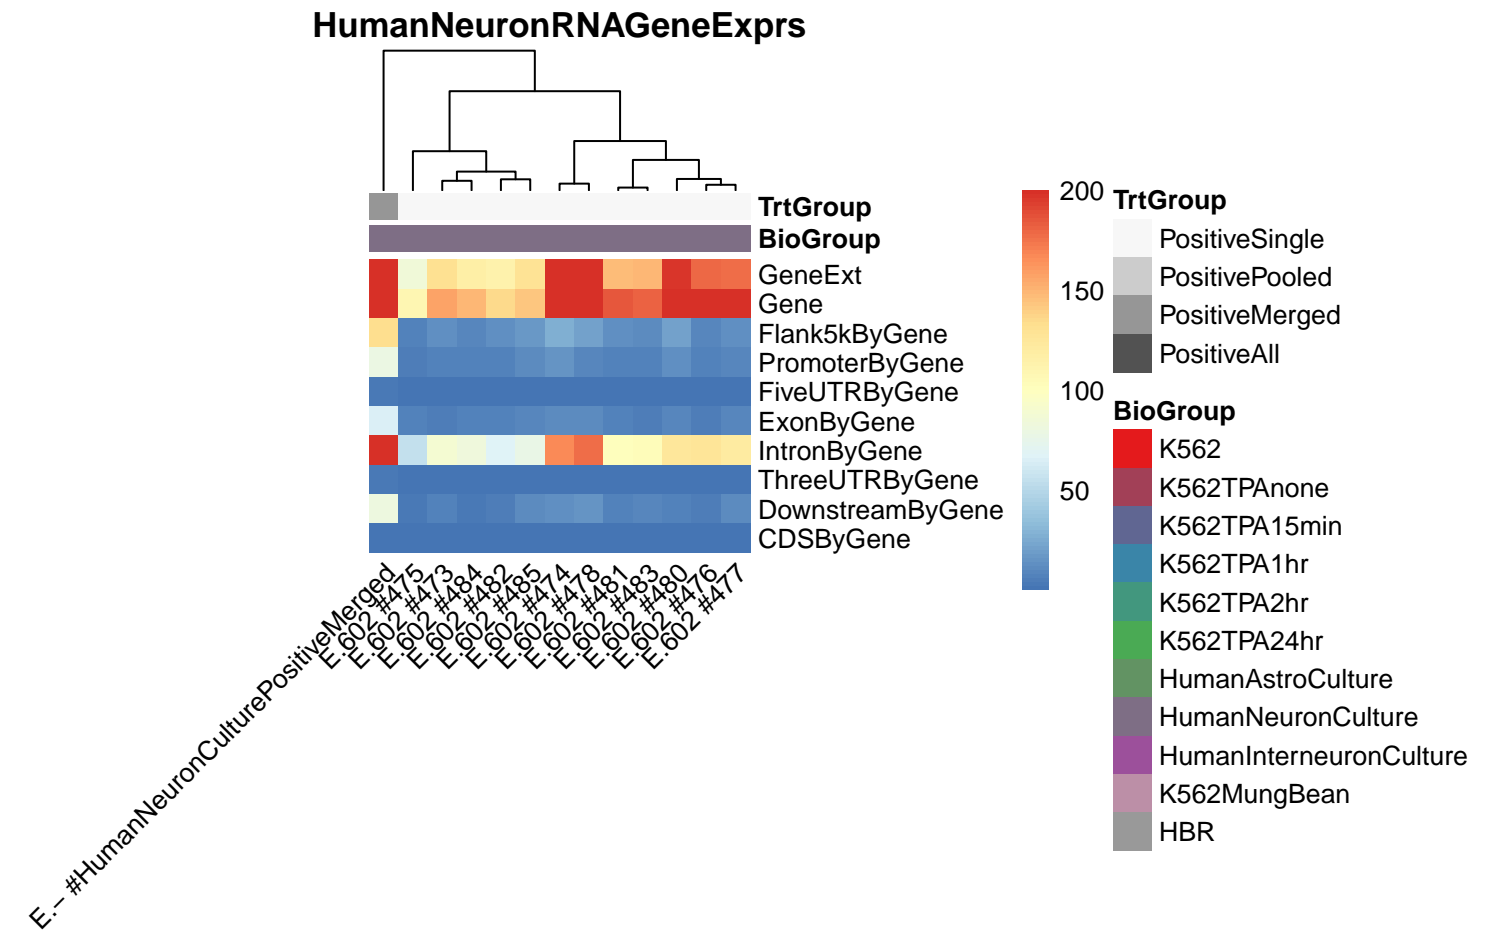 HumanNeuronRNAGeneExprs
TrtGroup
BioGroup
GeneExt
Gene
Flank5kByGene
PromoterByGene
FiveUTRByGene
ExonByGene
IntronByGene
ThreeUTRByGene
DownstreamByGene
CDSByGene
E.– #HumanNeuronCulturePositiveMerged
E.602 #475
E.602 #473
E.602 #484
E.602 #482
E.602 #485
E.602 #474
E.602 #478
E.602 #481
E.602 #483
E.602 #480
E.602 #476
E.602 #477
200
150
100
50
TrtGroup
PositiveSingle
PositivePooled
PositiveMerged
PositiveAll
BioGroup
K562
K562TPAnone
K562TPA15min
K562TPA1hr
K562TPA2hr
K562TPA24hr
HumanAstroCulture
HumanNeuronCulture
HumanInterneuronCulture
K562MungBean
HBR